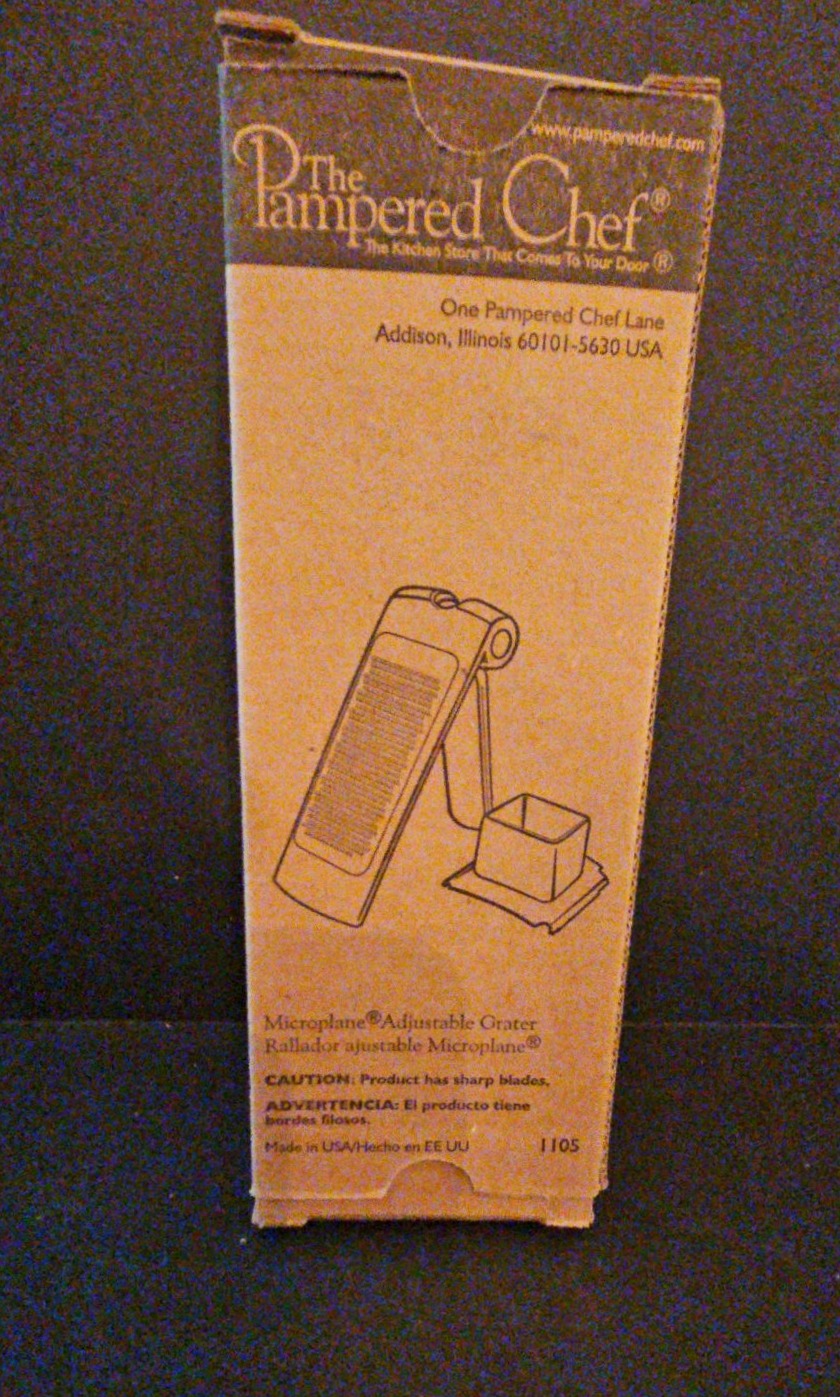 www.pamperedchef.com
The
Pampered Chef®
The Kitchen Store That Comes To Your Door®
One Pampered Chef Lane
Addison, Illinois 60101-5630 USA
Microplane® Adjustable Grater
Rallador ajustable Microplane®
CAUTION: Product has sharp blades.
ADVERTENCIA: El producto tiene
bordes filosos.
Made in USA/Hecho en EE UU 1105